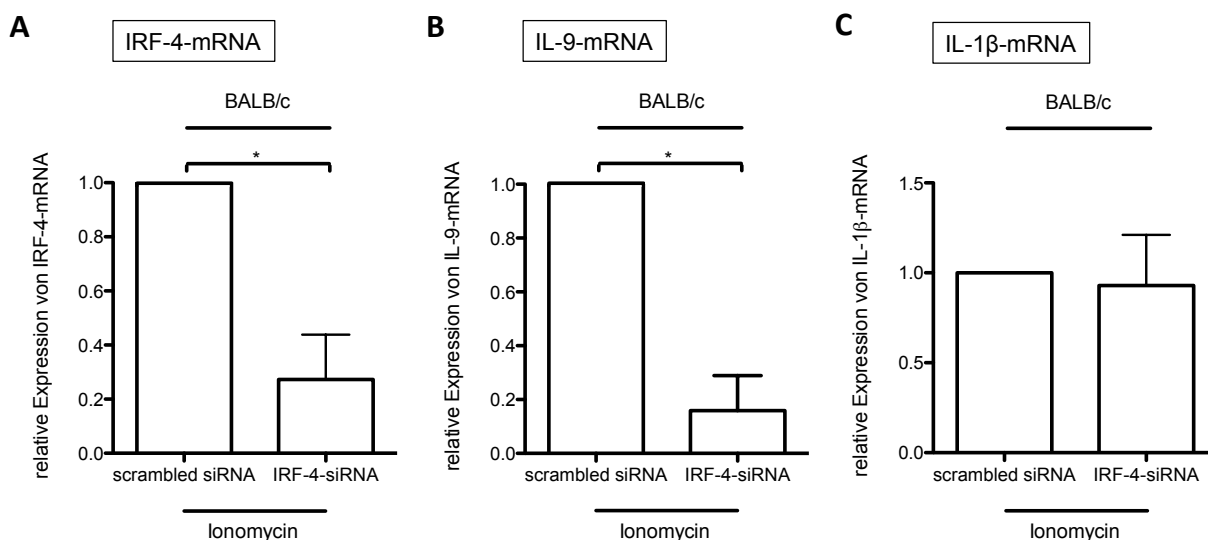 A
IRF-4-mRNA
BALB/c
*
relative Expression von IRF-4-mRNA
1.0
0.8
0.6
0.4
0.2
0.0
scrambled siRNA IRF-4-siRNA
Ionomycin
B
IL-9-mRNA
BALB/c
*
relative Expression von IL-9-mRNA
1.0
0.8
0.6
0.4
0.2
0.0
scrambled siRNA IRF-4-siRNA
Ionomycin
C
IL-1β-mRNA
BALB/c
relative Expression von IL-1β-mRNA
1.5
1.0
0.5
0.0
scrambled siRNA IRF-4-siRNA
Ionomycin